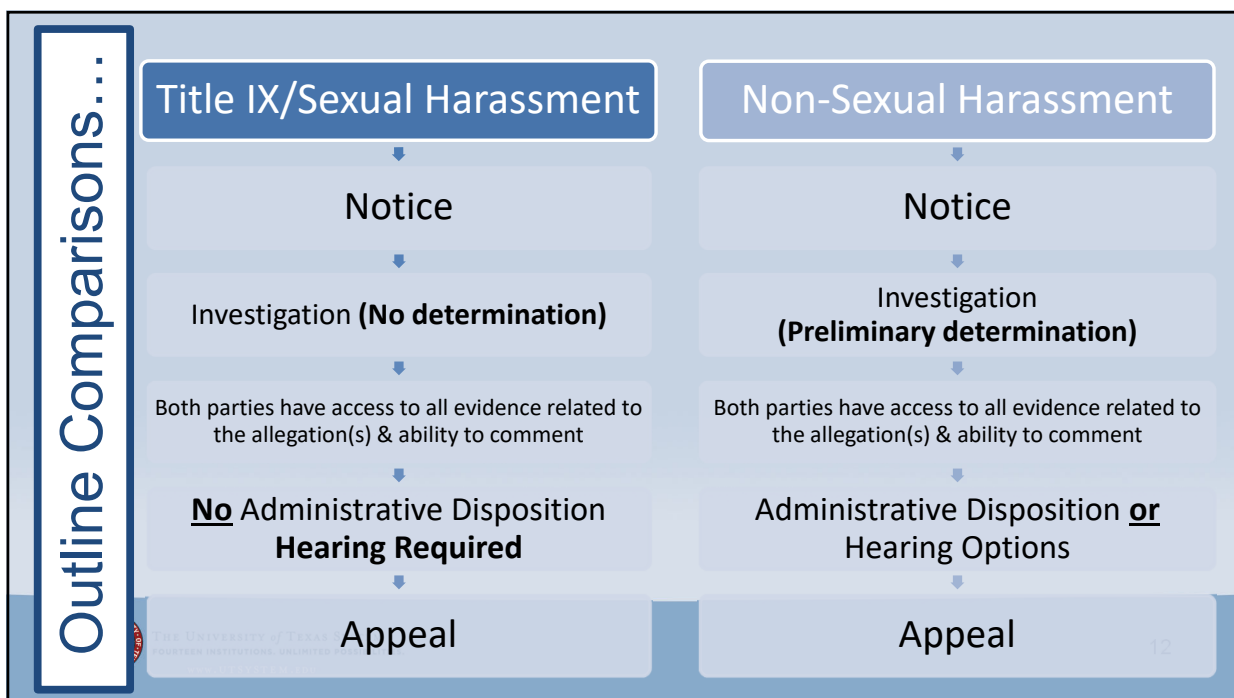 Outline Comparisons...
Title IX/Sexual Harassment
Notice
Investigation (No determination)
Both parties have access to all evidence related to
the allegation(s) & ability to comment
No Administrative Disposition
Hearing Required
Appeal
Non-Sexual Harassment
Notice
Investigation
(Preliminary determination)
Both parties have access to all evidence related to
the allegation(s) & ability to comment
Administrative Disposition or
Hearing Options
Appeal
THE UNIVERSITY of TEXAS
FOURTEEN INSTITUTIONS. UNLIMITED
12